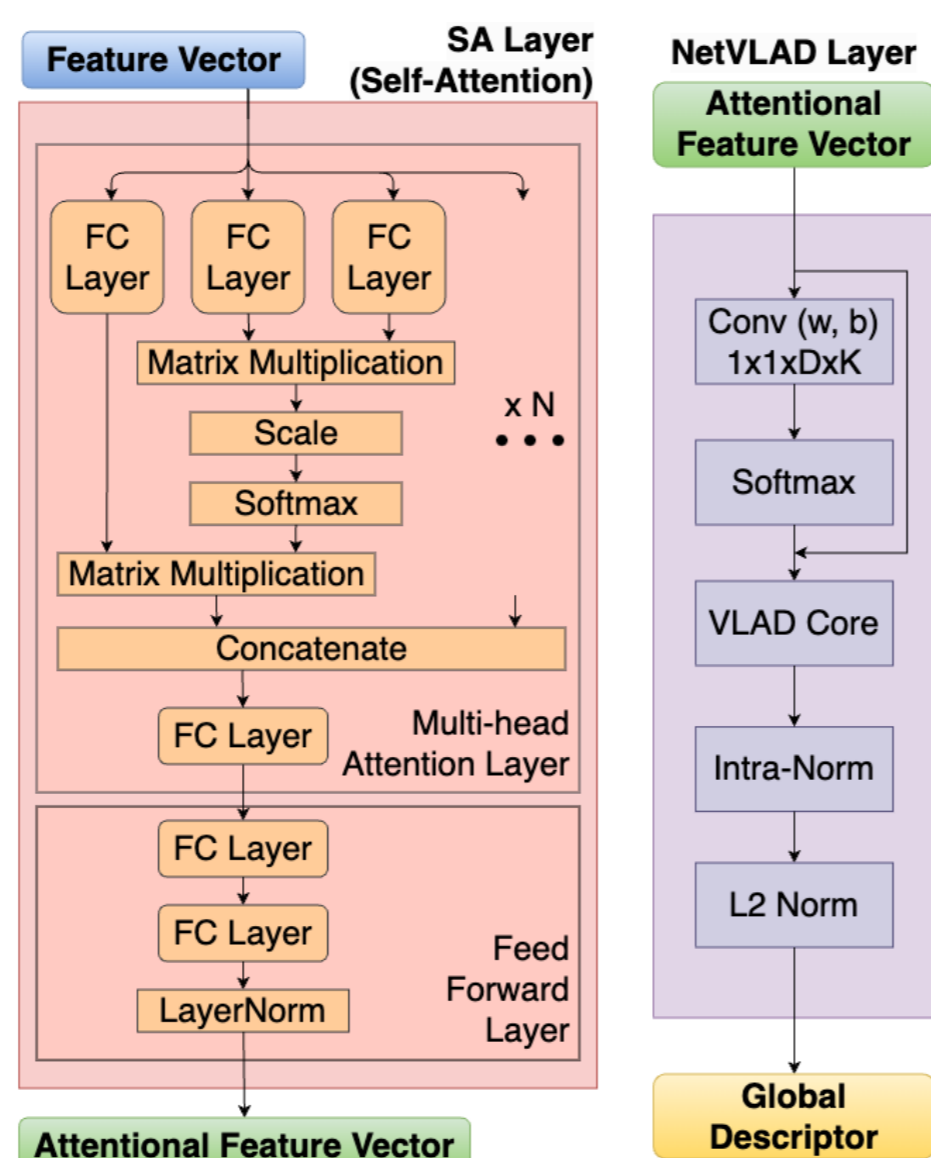 Feature Vector
SA Layer
(Self-Attention)
FC
Layer
FC
Layer
FC
Layer
Matrix Multiplication
Scale
x N
• • •
Softmax
Matrix Multiplication
Concatenate
FC Layer
Multi-head
Attention Layer
FC Layer
FC Layer
LayerNorm
Feed
Forward
Layer
Attentional Feature Vector
NetVLAD Layer
Attentional
Feature Vector
Conv (w, b)
1x1xDxK
Softmax
VLAD Core
Intra-Norm
L2 Norm
Global
Descriptor